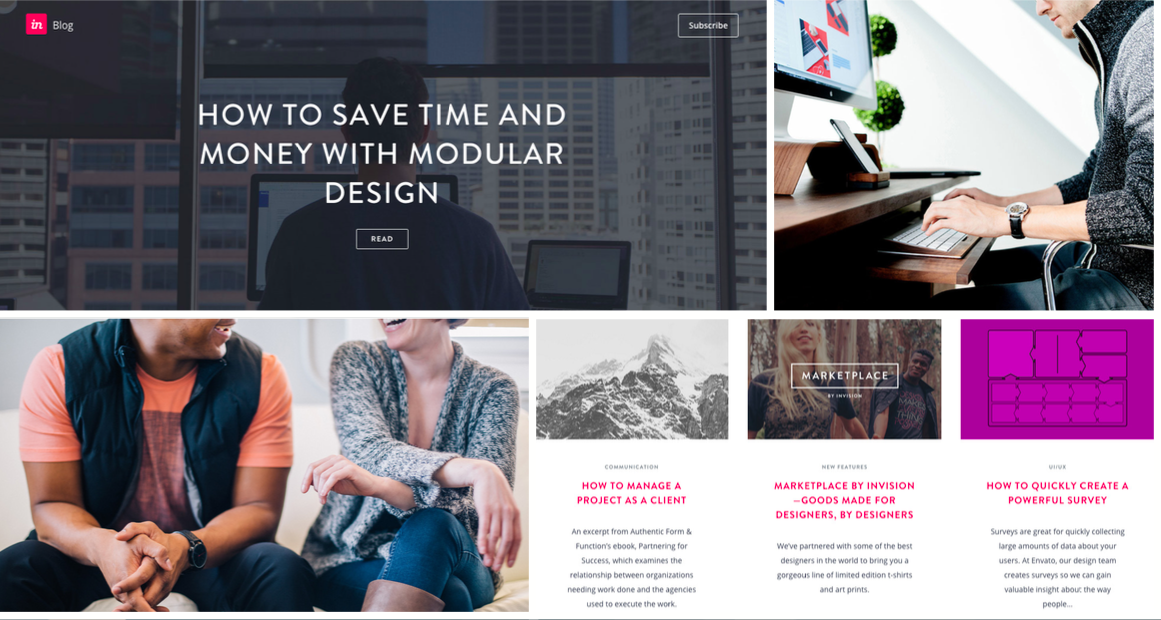 in Blog
Subscribe
HOW TO SAVE TIME AND
MONEY WITH MODULAR
DESIGN
READ
MARKETPLACE
BY INVISION
COMMUNICATION
HOW TO MANAGE A
PROJECT AS A CLIENT
An excerpt from Authentic Form &
Function's ebook, Partnering for
Success, which examines the
relationship between organizations
needing work done and the agencies
used to execute the work.
NEW FEATURES
MARKETPLACE BY INVISION
—GOODS MADE FOR
DESIGNERS, BY DESIGNERS
We've partnered with some of the best
designers in the world to bring you a
gorgeous line of limited edition t-shirts
and art prints.
UI/UX
HOW TO QUICKLY CREATE A
POWERFUL SURVEY
Surveys are great for quickly collecting
large amounts of data about your
users. At Envato, our design team
creates surveys so we can gain
valuable insight about the way
people...